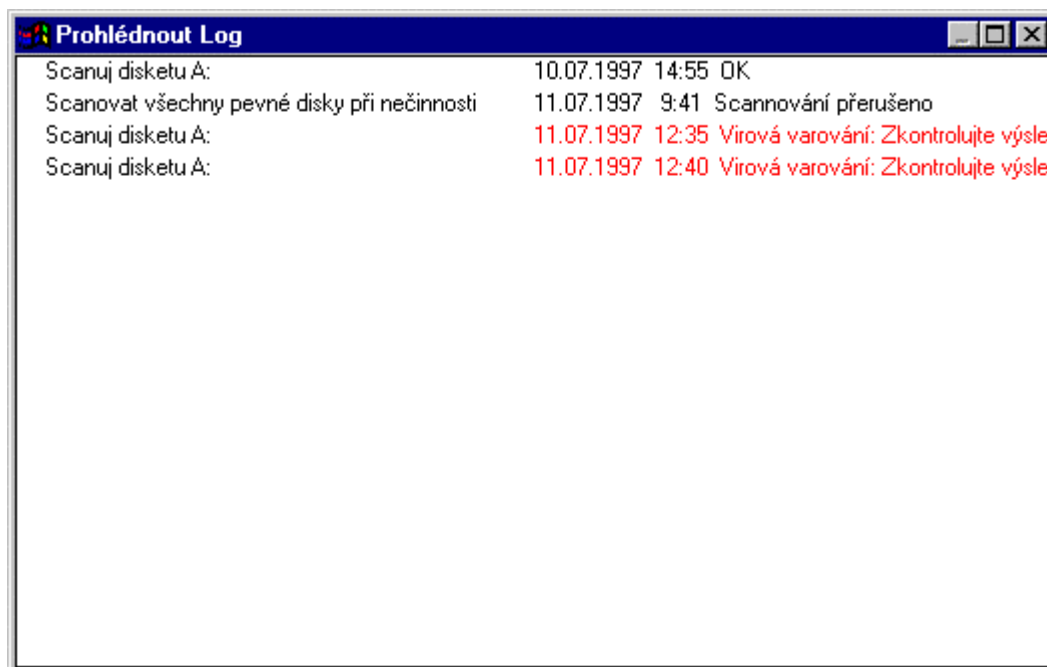 Prohlédnout Log
Scanuj disketu A: 10.07.1997 14:55 OK
Scanovat všechny pevné disky při nečinnosti 11.07.1997 9:41 Scannování přerušeno
Scanuj disketu A: 11.07.1997 12:35 Virová varování: Zkontrolujte výsle
Scanuj disketu A: 11.07.1997 12:40 Virová varování: Zkontrolujte výsle